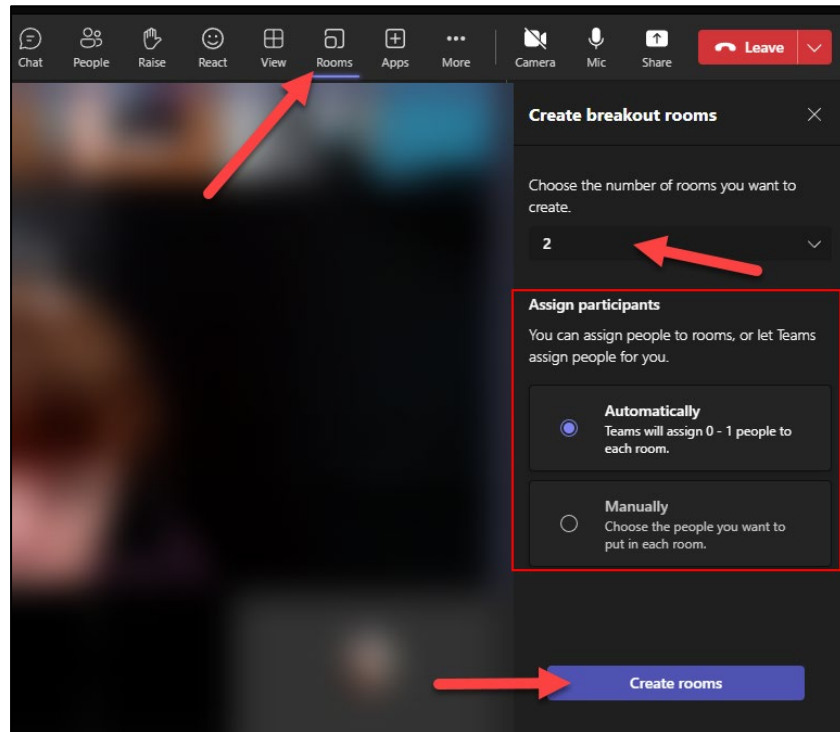 Chat People Raise React View Rooms Apps More Camera Mic Share Leave
Create breakout rooms
Choose the number of rooms you want to
create.
2
Assign participants
You can assign people to rooms, or let Teams
assign people for you.
Automatically
Teams will assign 0 - 1 people to
each room.
Manually
Choose the people you want to
put in each room.
Create rooms